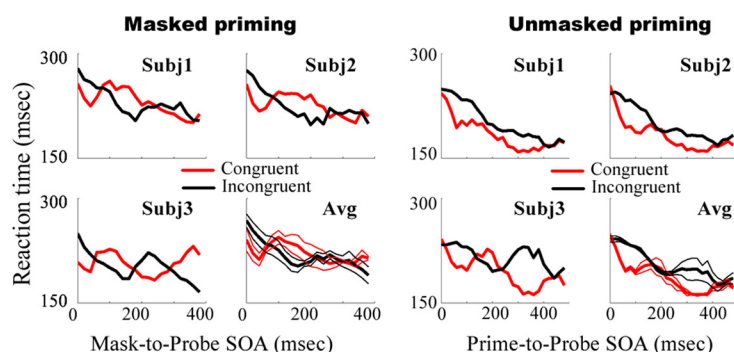 Masked priming
Unmasked priming
300
Subj1
Subj2
300
Subj1
Subj2
150
150
Congruent
Incongruent
Congruent
Incongruent
300
Subj3
Avg
300
Subj3
Avg
150
150
0 200 400
0 200 400
0 200 400
0 200 400
Reaction time (msec)
Mask-to-Probe SOA (msec)
Prime-to-Probe SOA (msec)